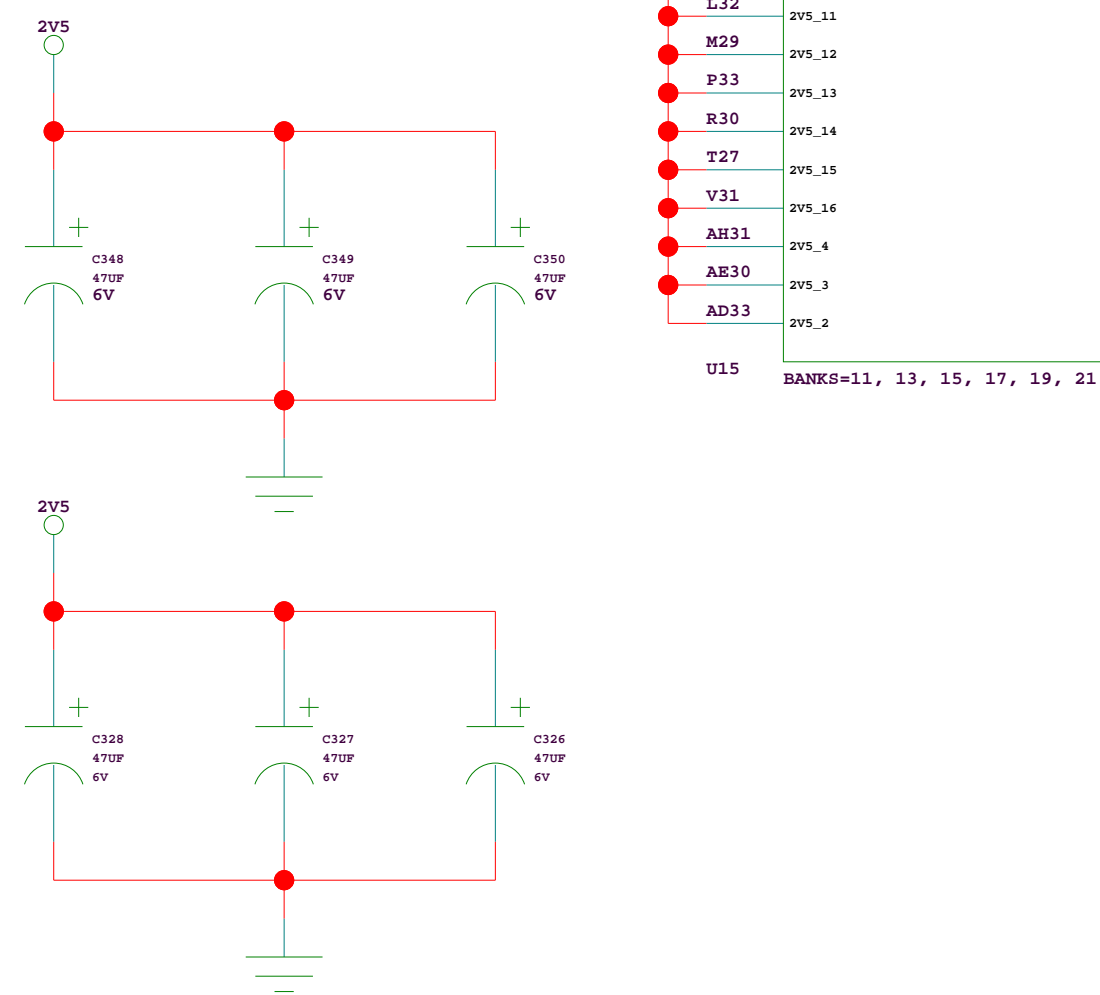 2V5
+
C348
47UF
6V
+
C349
47UF
6V
+
C350
47UF
6V
2V5
+
C328
47UF
6V
+
C327
47UF
6V
+
C326
47UF
6V
L32 2V5_11
M29 2V5_12
P33 2V5_13
R30 2V5_14
T27 2V5_15
V31 2V5_16
AH31 2V5_4
AE30 2V5_3
AD33 2V5_2
U15
BANKS=11, 13, 15, 17, 19, 21